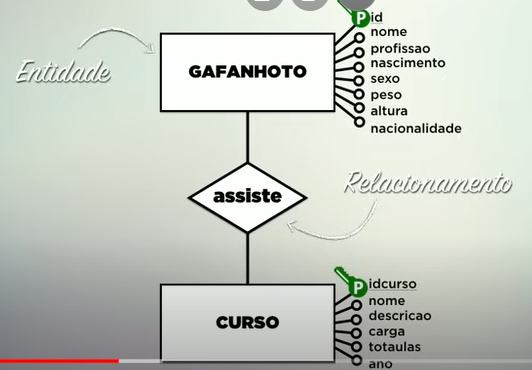 P id
nome
profissao
nascimento
sexo
peso
altura
nacionalidade
Entidade
GAFANHOTO
assiste
Relacionamento
P idcurso
nome
descricao
carga
totaulas
ano
CURSO